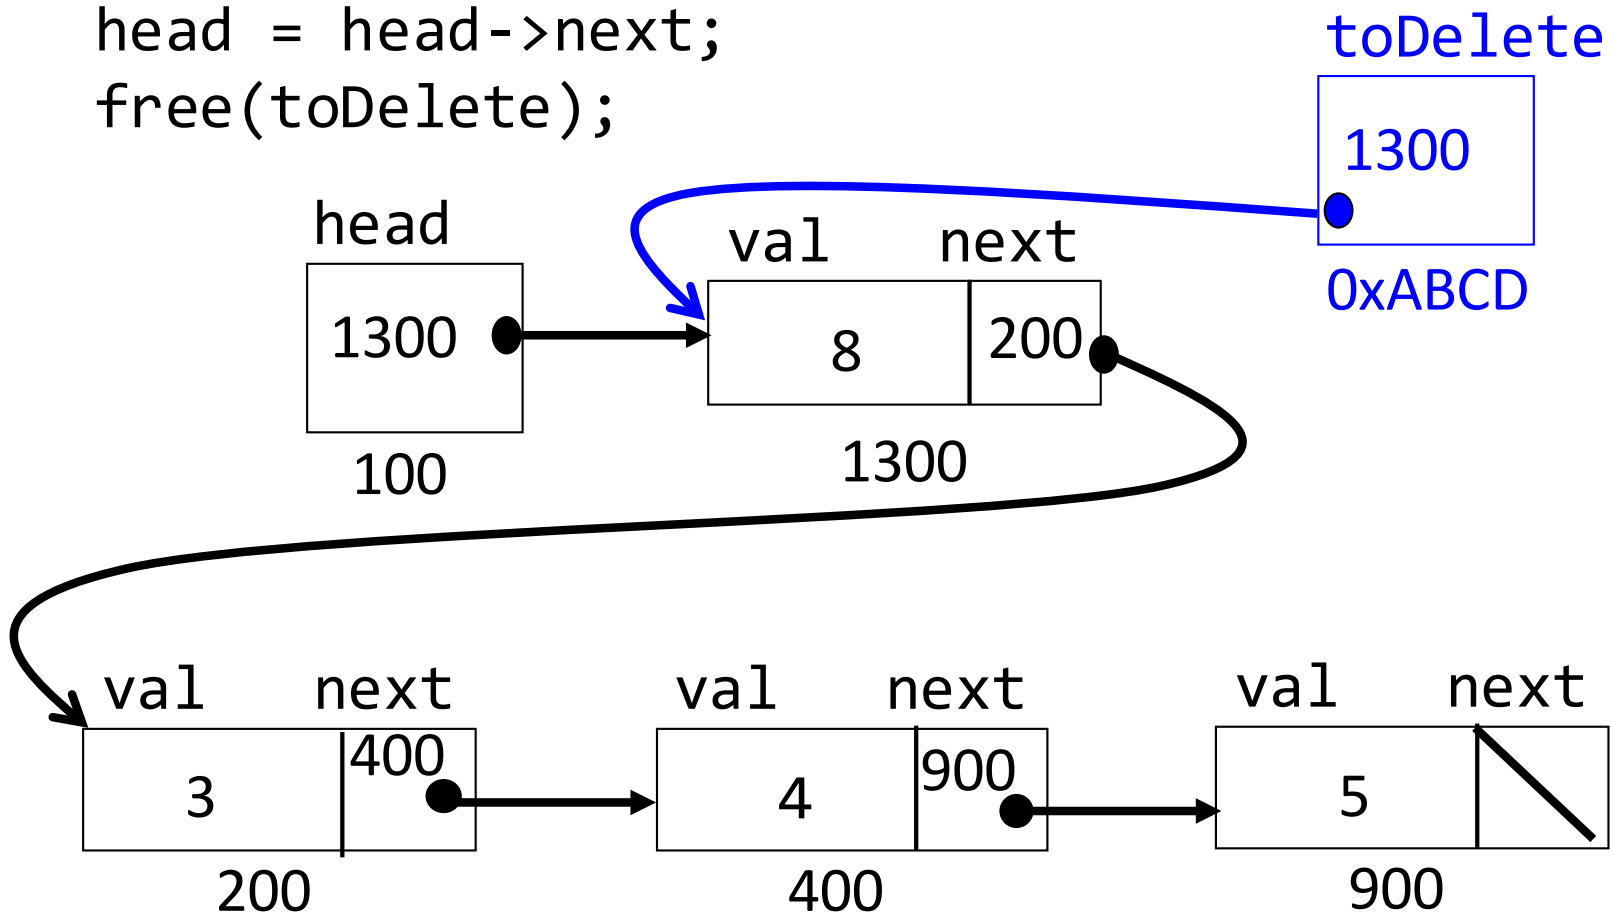 head = head->next;
free(toDelete);
toDelete
1300
0xABCD
head
1300
100
val next
8 200
1300
val next
3 400
200
val next
4 900
400
val next
5
900